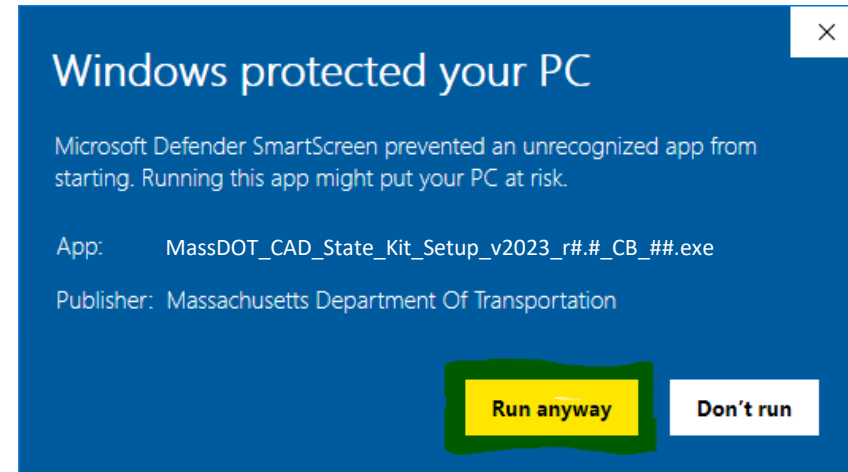 Windows protected your PC
Microsoft Defender SmartScreen prevented an unrecognized app from
starting. Running this app might put your PC at risk.
App: MassDOT_CAD_State_Kit_Setup_v2023_r#.#_CB_##.exe
Publisher: Massachusetts Department Of Transportation
Run anyway Don't run